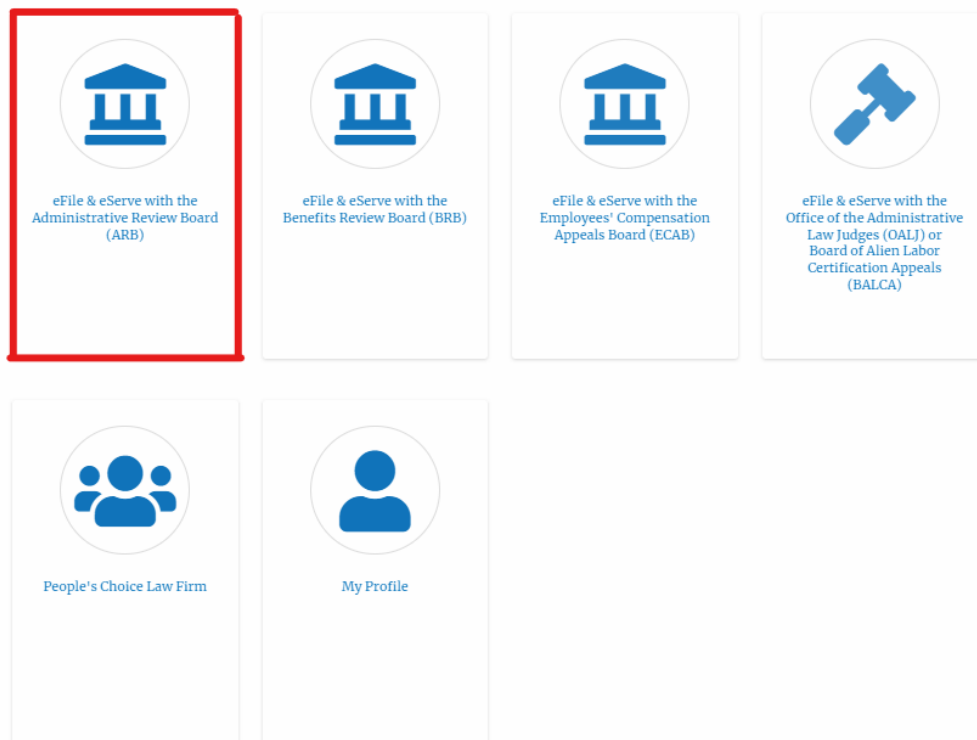 eFile & eServe with the
Administrative Review Board
(ARB)
eFile & eServe with the
Benefits Review Board (BRB)
eFile & eServe with the
Employees' Compensation
Appeals Board (ECAB)
eFile & eServe with the
Office of the Administrative
Law Judges (OALJ) or
Board of Alien Labor
Certification Appeals
(BALCA)
People's Choice Law Firm
My Profile